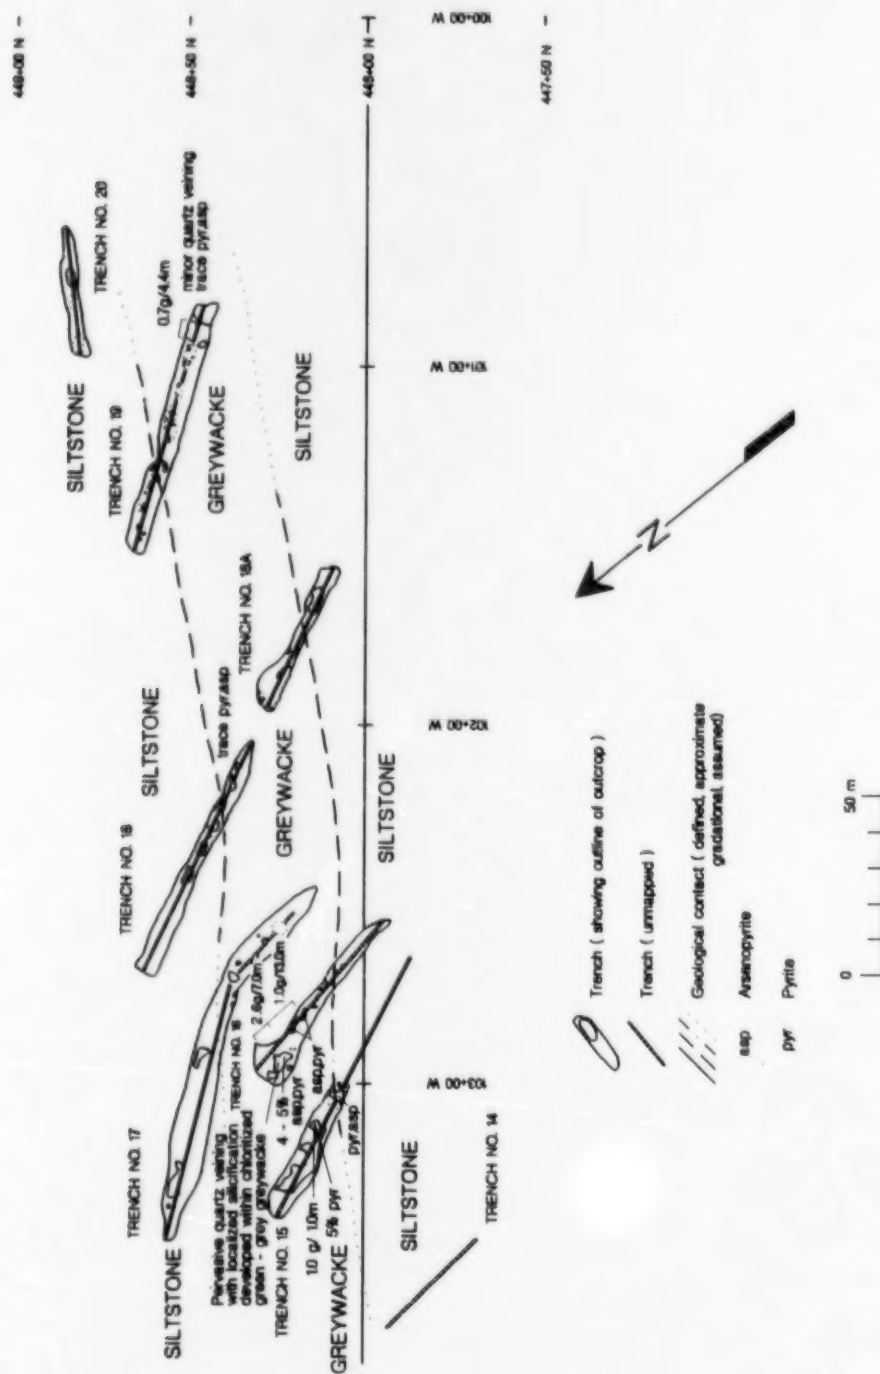 449+00 N
448+50 N
448+00 N
447+50 N
100+00 W
101+00 W
102+00 W
103+00 W
TRENCH NO. 20
SILTSTONE
TRENCH NO. 19
0.7g/4.4m
minor quartz veining
trace pyr,asp
GREYWACKE
SILTSTONE
TRENCH NO. 18A
SILTSTONE
trace pyr,asp
TRENCH NO. 18
GREYWACKE
SILTSTONE
TRENCH NO. 17
SILTSTONE
Pervasive quartz veining
with localized silicification
developed within chloritized
green - grey greywacke
TRENCH NO. 16
2.6g/7.0m
1.0g/13.0m
4 - 5%
asp,pyr
asp,pyr
TRENCH NO. 15
1.0 g/ 1.0m
5% pyr
pyr,asp
GREYWACKE
SILTSTONE
TRENCH NO. 14
N
Trench ( showing outline of outcrop )
Trench ( unmapped )
Geological contact ( defined, approximate
gradational, assumed)
asp Arsenopyrite
pyr Pyrite
0 50 m